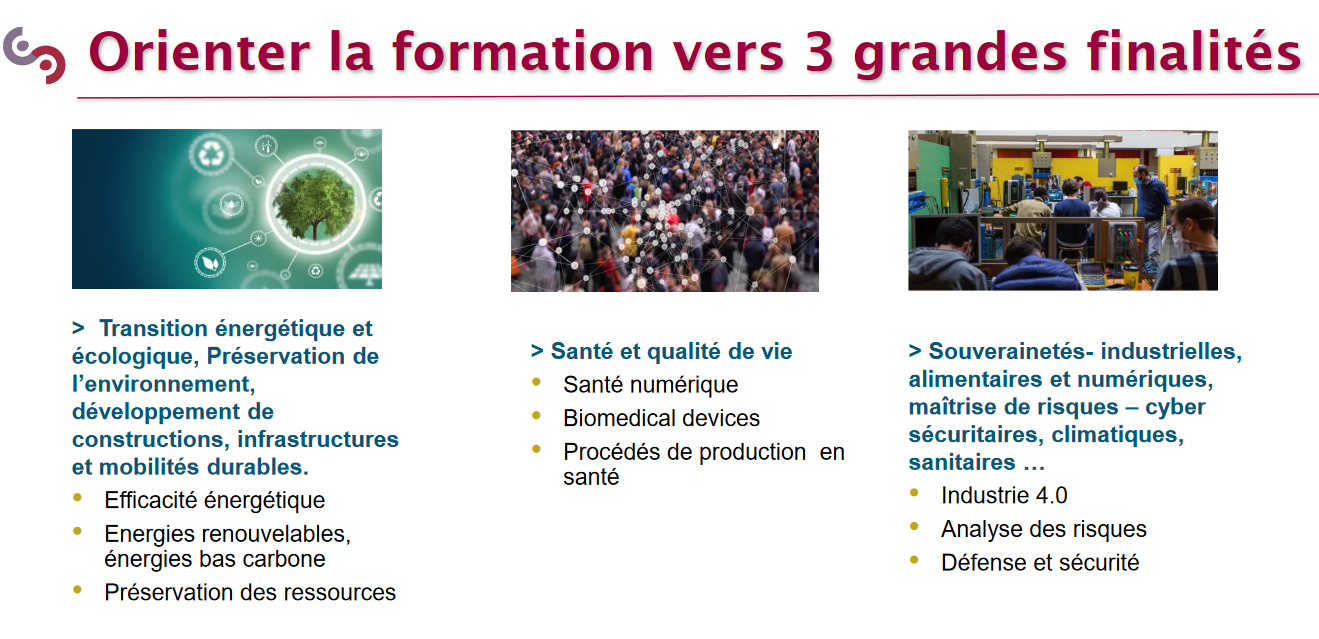 Orienter la formation vers 3 grandes finalités
> Transition énergétique et
écologique, Préservation de
l'environnement,
développement de
constructions, infrastructures
et mobilités durables.
• Efficacité énergétique
• Energies renouvelables,
énergies bas carbone
• Préservation des ressources
> Santé et qualité de vie
• Santé numérique
• Biomedical devices
• Procédés de production en
santé
> Souverainetés- industrielles,
alimentaires et numériques,
maîtrise de risques – cyber
sécuritaires, climatiques,
sanitaires …
• Industrie 4.0
• Analyse des risques
• Défense et sécurité